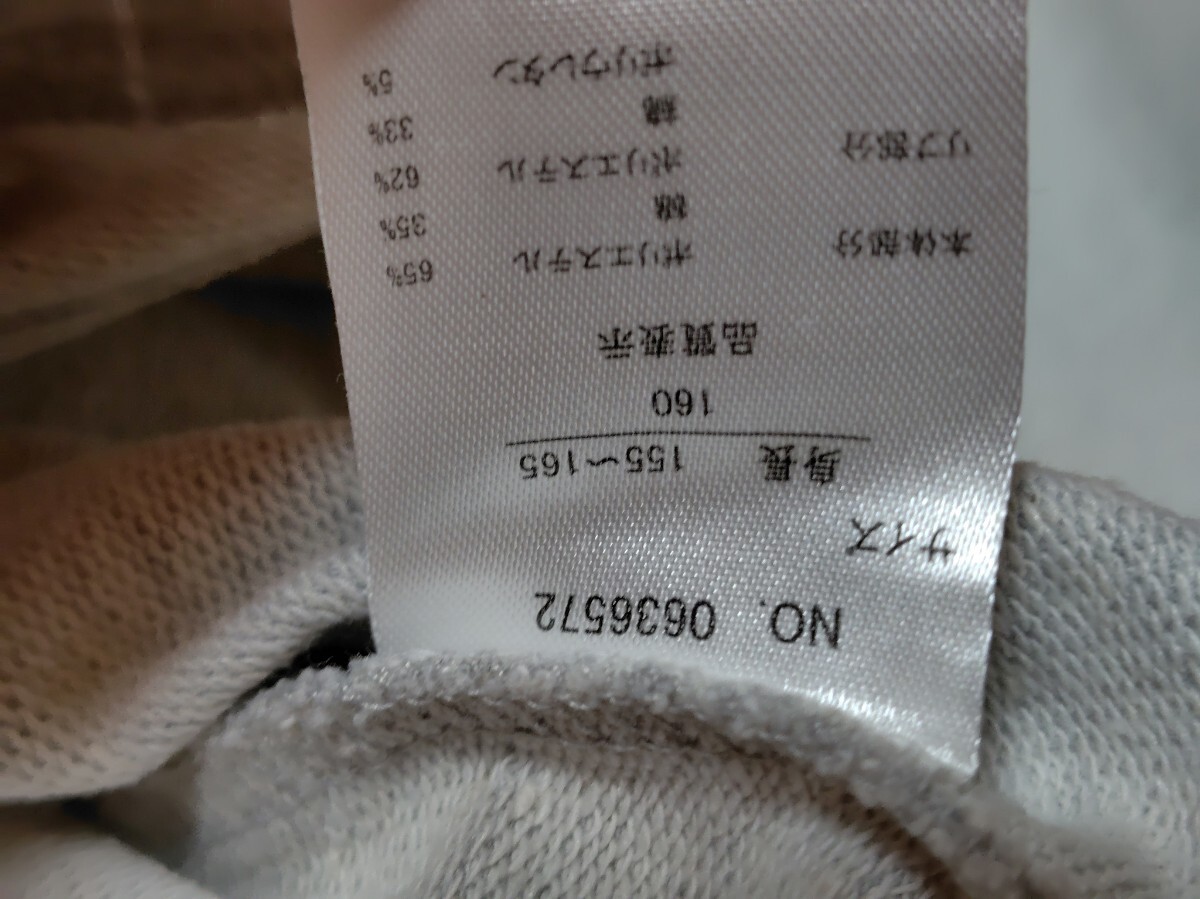 NO. 0636572
サイズ
身長 155～165
160
品質表示
本体部分 ポリエステル 65%
綿 35%
リブ部分 ポリエステル 62%
綿 33%
ポリウレタン 5%